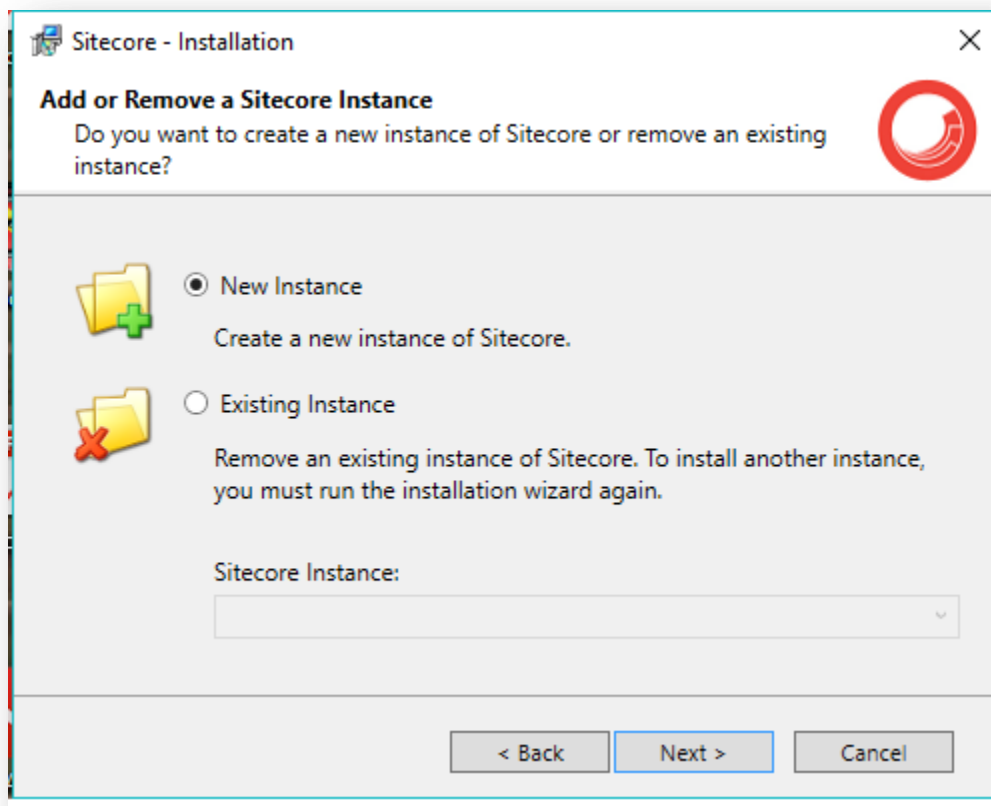 Sitecore - Installation
Add or Remove a Sitecore Instance
Do you want to create a new instance of Sitecore or remove an existing
instance?
New Instance
Create a new instance of Sitecore.
Existing Instance
Remove an existing instance of Sitecore. To install another instance,
you must run the installation wizard again.
Sitecore Instance:
< Back Next > Cancel